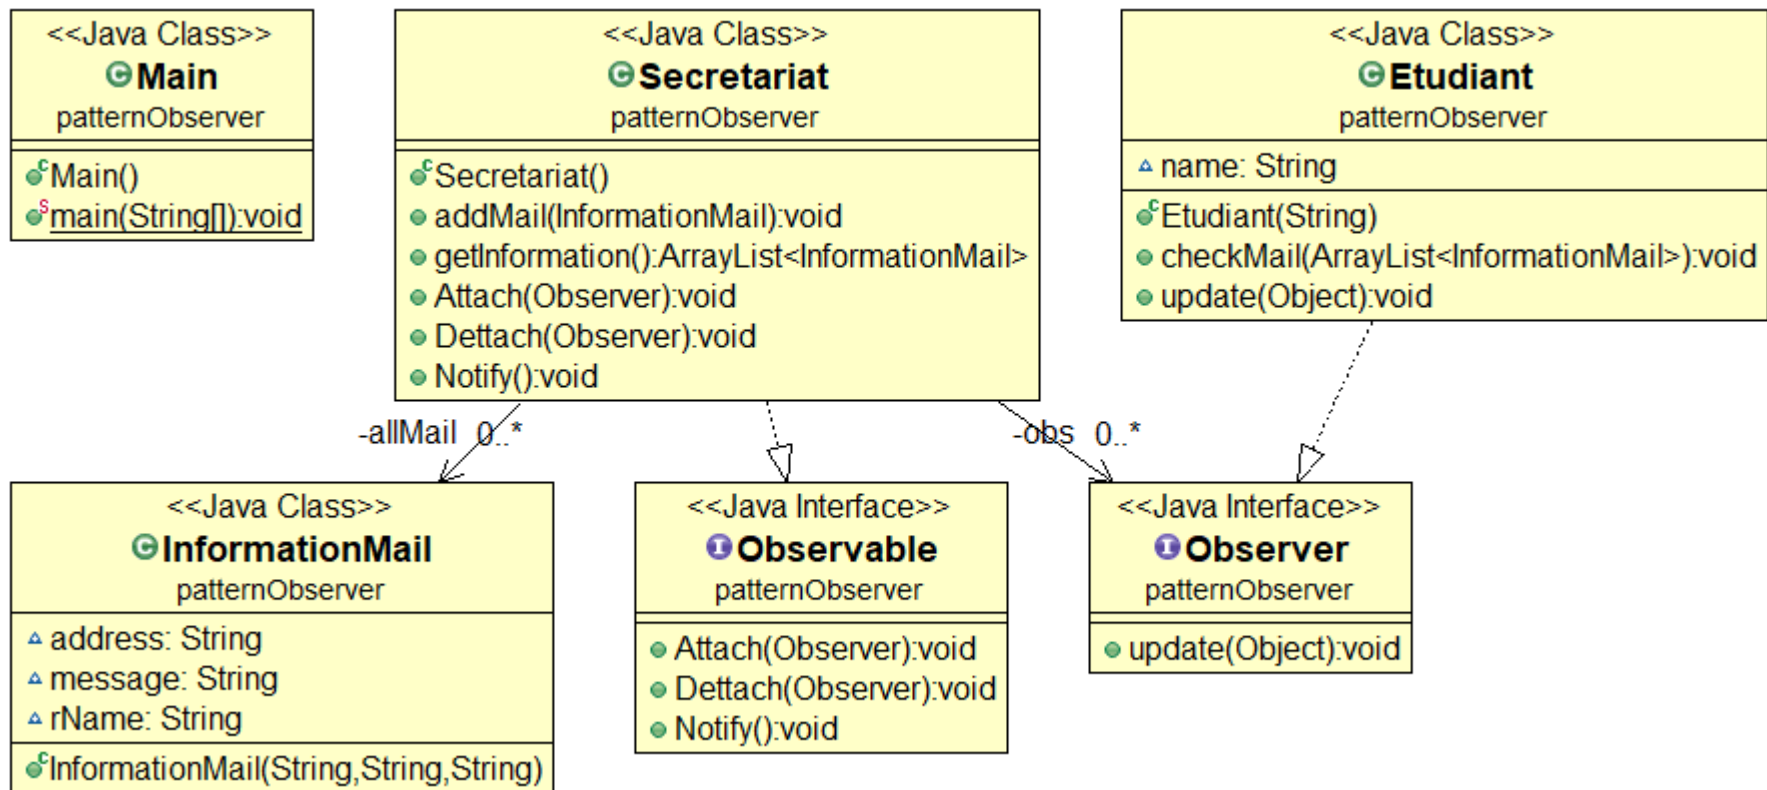 <<Java Class>>
Main
patternObserver
Main()
main(String[]):void
<<Java Class>>
Secretariat
patternObserver
Secretariat()
addMail(InformationMail):void
getInformation():ArrayList<InformationMail>
Attach(Observer):void
Dettach(Observer):void
Notify():void
<<Java Class>>
Etudiant
patternObserver
name: String
Etudiant(String)
checkMail(ArrayList<InformationMail>):void
update(Object):void
-allMail 0..*
-obs 0..*
<<Java Class>>
InformationMail
patternObserver
address: String
message: String
rName: String
InformationMail(String,String,String)
<<Java Interface>>
Observable
patternObserver
Attach(Observer):void
Dettach(Observer):void
Notify():void
<<Java Interface>>
Observer
patternObserver
update(Object):void